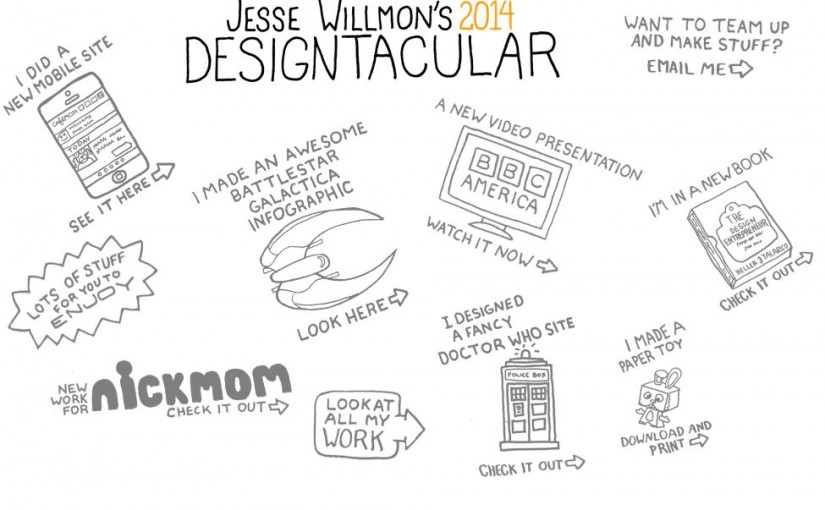 JESSE WILLMON'S 2014
DESIGNTACULAR
WANT TO TEAM UP
AND MAKE STUFF?
EMAIL ME
I DID A
NEW MOBILE SITE
cafemom
welcome
TODAY
SEE IT HERE
I MADE AN AWESOME
BATTLESTAR
GALACTICA
INFOGRAPHIC
LOOK HERE
A NEW VIDEO PRESENTATION
BBC
AMERICA
WATCH IT NOW
I'M IN A NEW BOOK
THE
DESIGN
ENTREPRENEUR
HELLER & TALARICO
CHECK IT OUT
LOTS OF STUFF
FOR YOU TO
ENJOY
NEW
WORK
FOR
nickmom
CHECK IT OUT
LOOK AT
ALL MY
WORK
I DESIGNED
A FANCY
DOCTOR WHO SITE
POLICE BOX
CHECK IT OUT
I MADE A
PAPER TOY
DOWNLOAD AND
PRINT